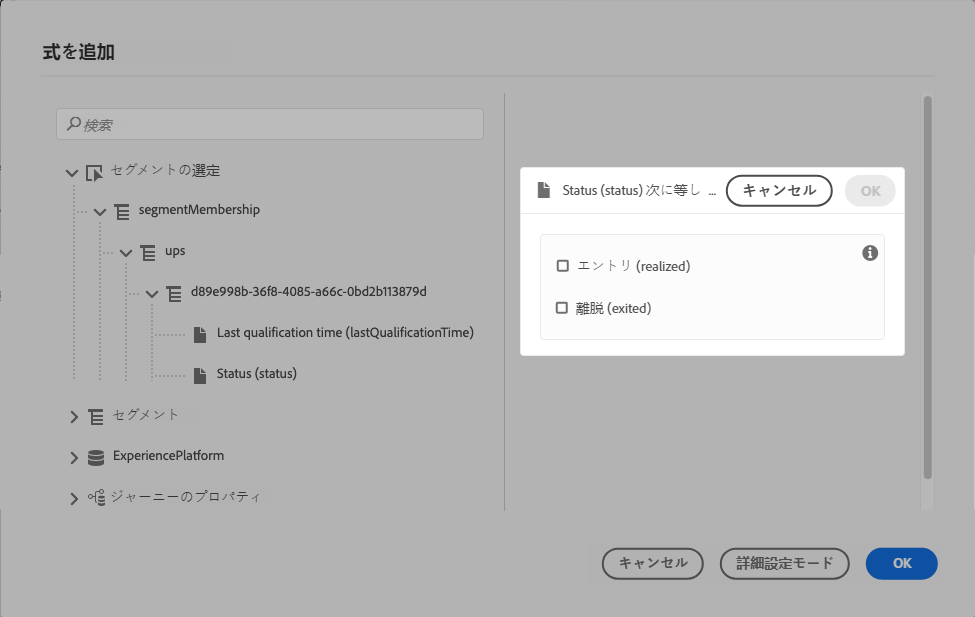 式を追加
検索
セグメントの選定
segmentMembership
ups
d89e998b-36f8-4085-a66c-0bd2b113879d
Last qualification time (lastQualificationTime)
Status (status)
セグメント
ExperiencePlatform
ジャーニーのプロパティ
Status (status) 次に等し ...
キャンセル
OK
エントリ (realized)
離脱 (exited)
キャンセル
詳細設定モード
OK